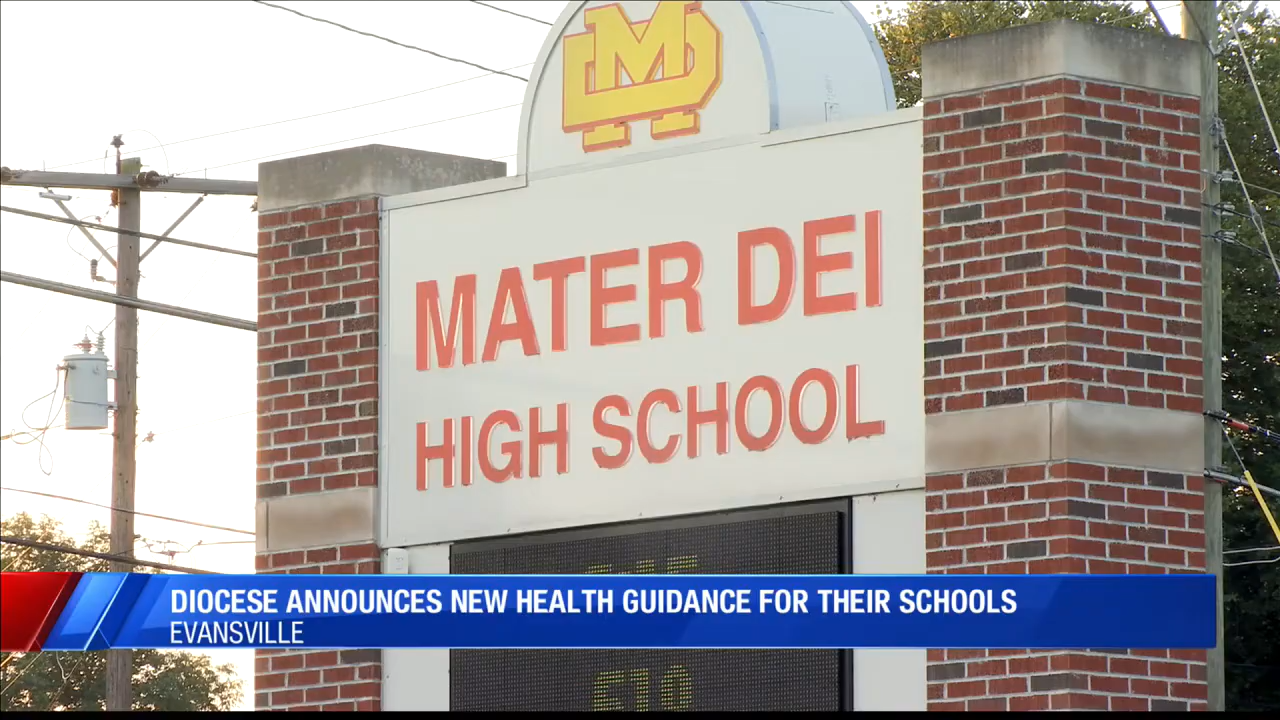 MD
MATER DEI
HIGH SCHOOL
DIOCESE ANNOUNCES NEW HEALTH GUIDANCE FOR THEIR SCHOOLS
EVANSVILLE